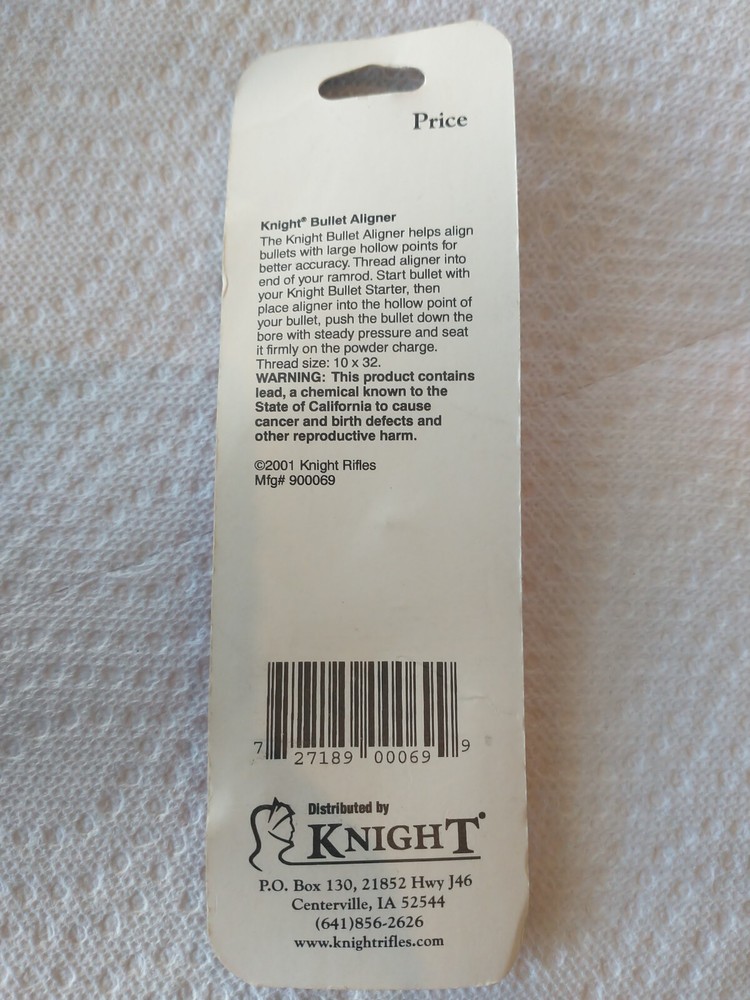 Price
Knight® Bullet Aligner
The Knight Bullet Aligner helps align
bullets with large hollow points for
better accuracy. Thread aligner into
end of your ramrod. Start bullet with
your Knight Bullet Starter, then
place aligner into the hollow point of
your bullet, push the bullet down the
bore with steady pressure and seat
it firmly on the powder charge.
Thread size: 10 x 32.
WARNING: This product contains
lead, a chemical known to the
State of California to cause
cancer and birth defects and
other reproductive harm.
©2001 Knight Rifles
Mfg# 900069
7 27189 00069 9
Distributed by
KNIGHT
P.O. Box 130, 21852 Hwy J46
Centerville, IA 52544
(641)856-2626
www.knightrifles.com